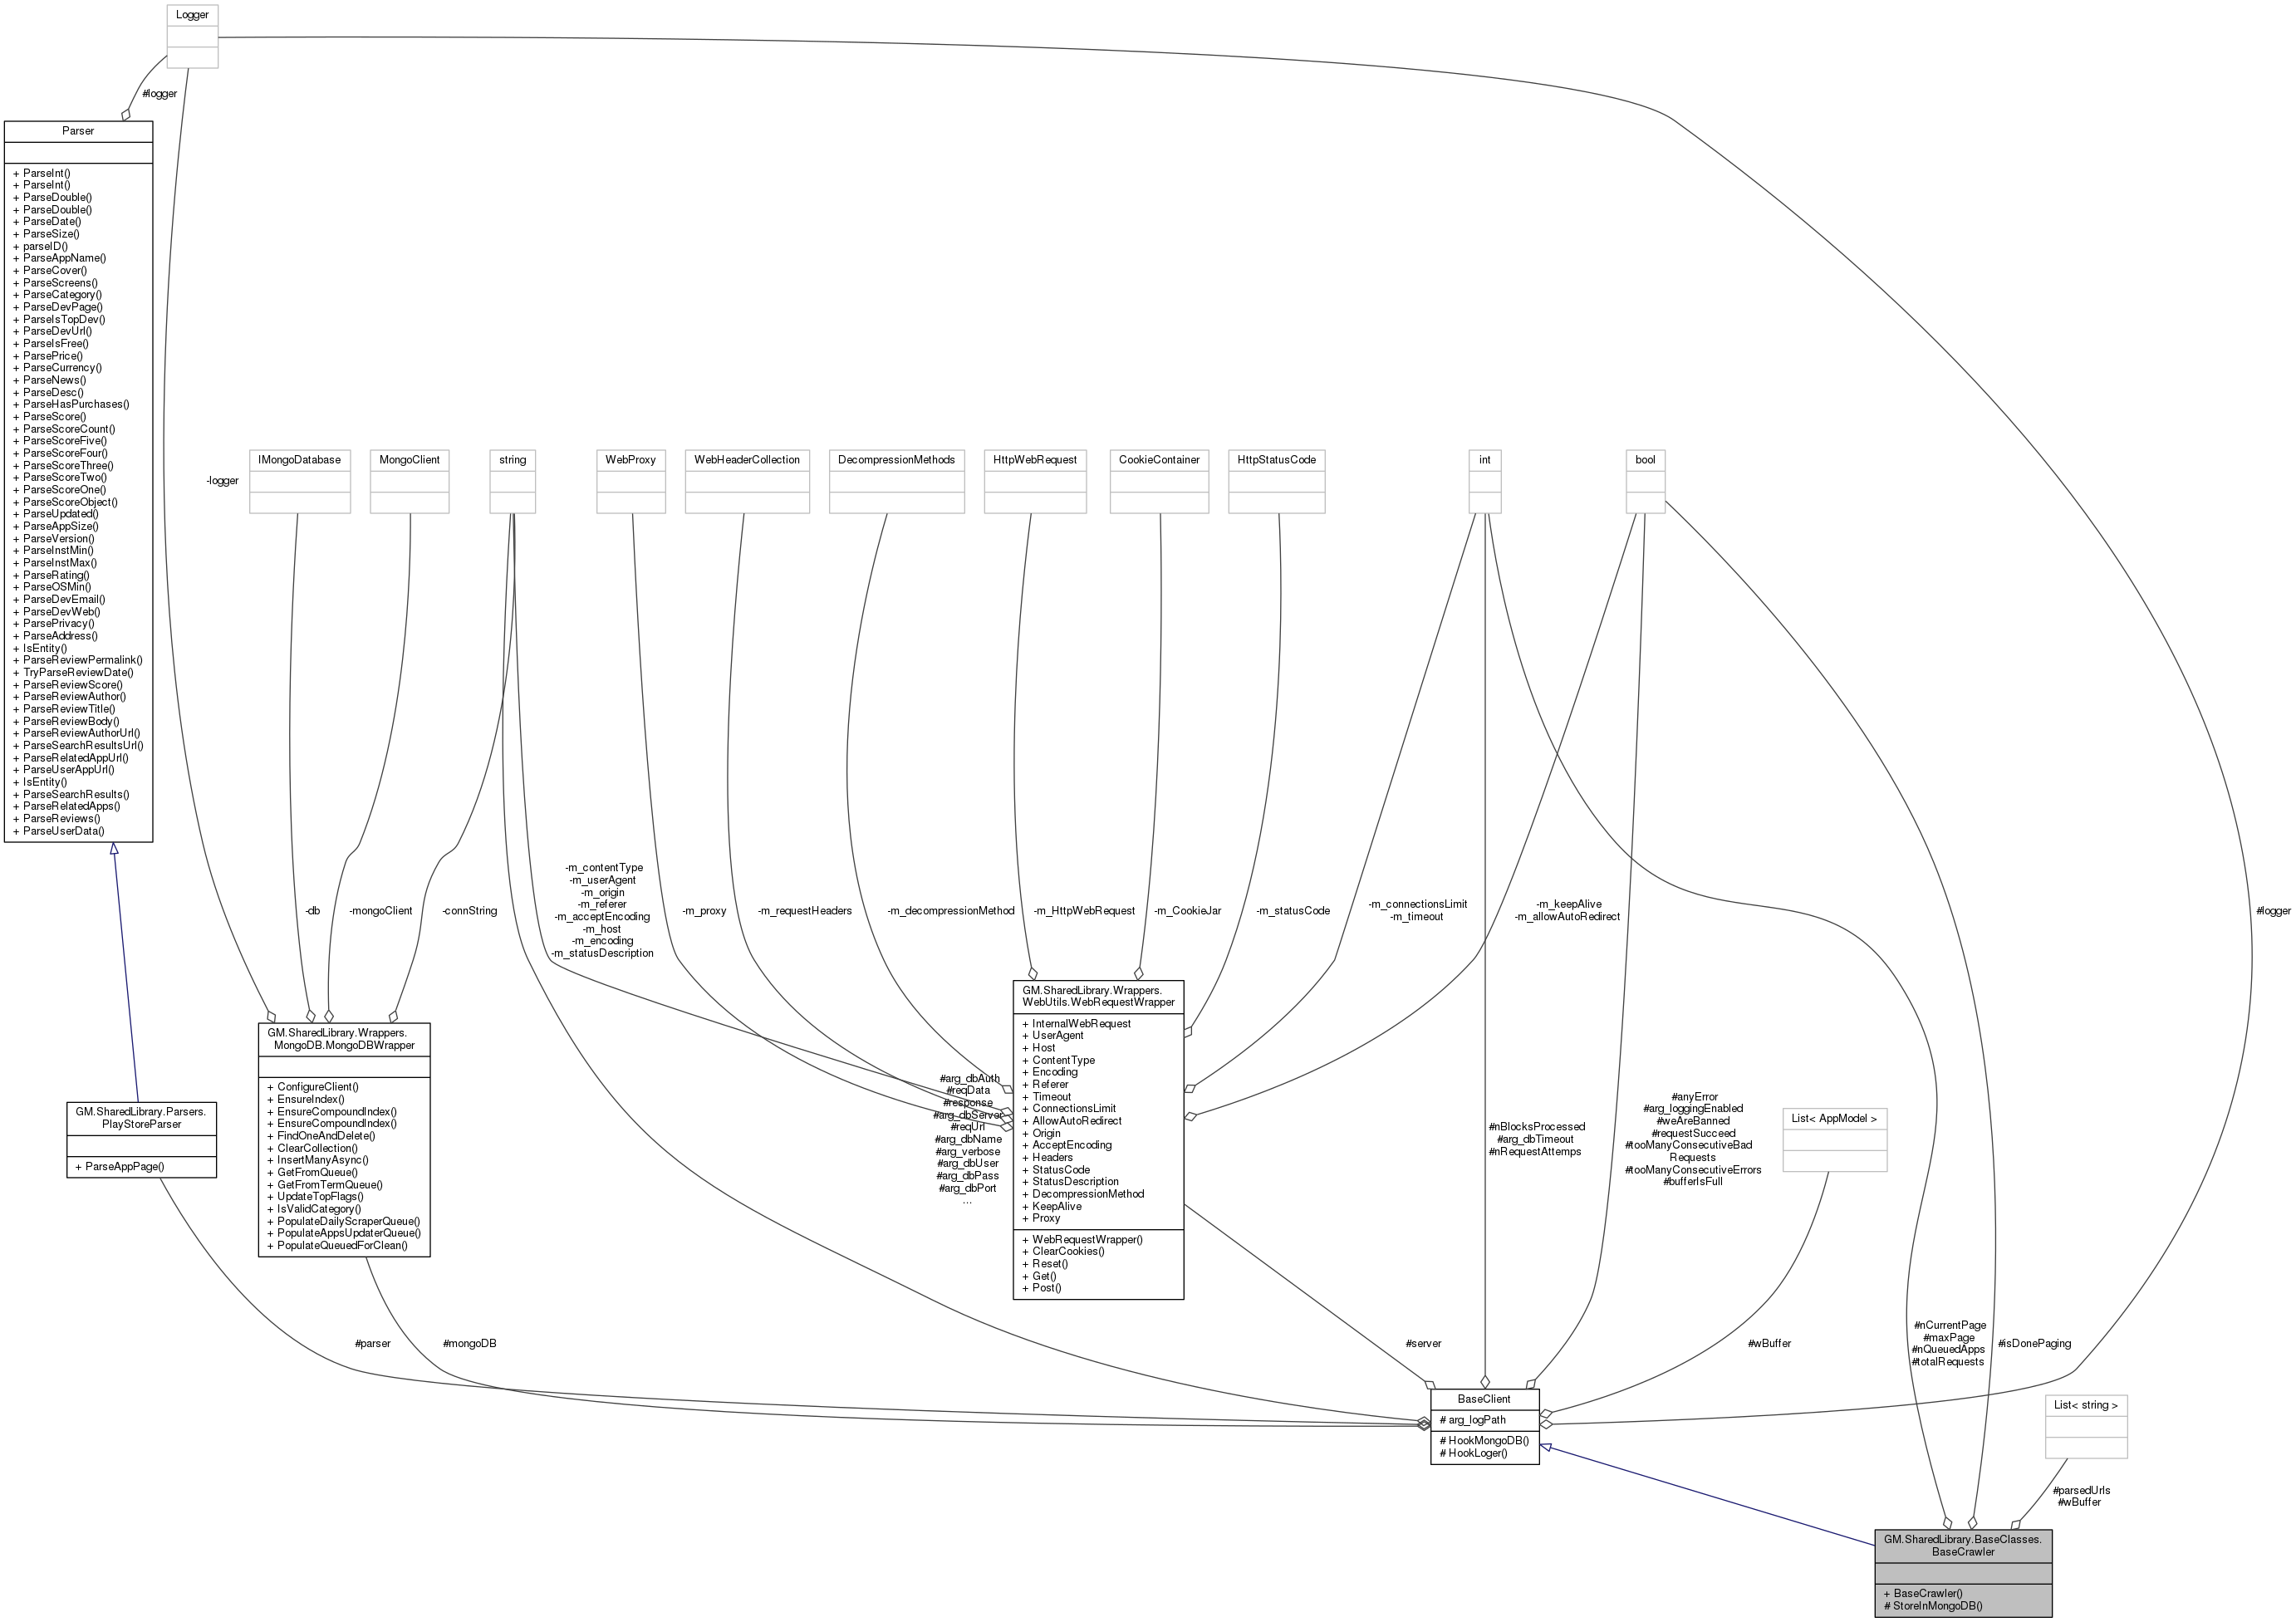 Logger
#logger
Parser
+ ParseInt()
+ ParseInt()
+ ParseDouble()
+ ParseDouble()
+ ParseDate()
+ ParseSize()
+ parseID()
+ ParseAppName()
+ ParseCover()
+ ParseScreens()
+ ParseCategory()
+ ParseDevPage()
+ ParseIsTopDev()
+ ParseDevUrl()
+ ParseIsFree()
+ ParsePrice()
+ ParseCurrency()
+ ParseNews()
+ ParseDesc()
+ ParseHasPurchases()
+ ParseScore()
+ ParseScoreCount()
+ ParseScoreFive()
+ ParseScoreFour()
+ ParseScoreThree()
+ ParseScoreTwo()
+ ParseScoreOne()
+ ParseScoreObject()
+ ParseUpdated()
+ ParseAppSize()
+ ParseVersion()
+ ParseInstMin()
+ ParseInstMax()
+ ParseRating()
+ ParseOSMin()
+ ParseDevEmail()
+ ParseDevWeb()
+ ParsePrivacy()
+ ParseAddress()
+ IsEntity()
+ ParseReviewPermalink()
+ TryParseReviewDate()
+ ParseReviewScore()
+ ParseReviewAuthor()
+ ParseReviewTitle()
+ ParseReviewBody()
+ ParseReviewAuthorUrl()
+ ParseSearchResultsUrl()
+ ParseRelatedAppUrl()
+ ParseUserAppUrl()
+ IsEntity()
+ ParseSearchResults()
+ ParseRelatedApps()
+ ParseReviews()
+ ParseUserData()
-logger
IMongoDatabase
MongoClient
string
WebProxy
WebHeaderCollection
DecompressionMethods
HttpWebRequest
CookieContainer
HttpStatusCode
int
bool
-db
-mongoClient
-connString
-m_contentType
-m_userAgent
-m_origin
-m_referer
-m_acceptEncoding
-m_host
-m_encoding
-m_statusDescription
-m_proxy
-m_requestHeaders
-m_decompressionMethod
-m_HttpWebRequest
-m_CookieJar
-m_statusCode
-m_connectionsLimit
-m_timeout
-m_keepAlive
-m_allowAutoRedirect
#logger
GM.SharedLibrary.Parsers.
PlayStoreParser
+ ParseAppPage()
GM.SharedLibrary.Wrappers.
MongoDB.MongoDBWrapper
+ ConfigureClient()
+ EnsureIndex()
+ EnsureCompoundIndex()
+ EnsureCompoundIndex()
+ FindOneAndDelete()
+ ClearCollection()
+ InsertManyAsync()
+ GetFromQueue()
+ GetFromTermQueue()
+ UpdateTopFlags()
+ IsValidCategory()
+ PopulateDailyScraperQueue()
+ PopulateAppsUpdaterQueue()
+ PopulateQueuedForClean()
#arg_dbAuth
#reqData
#response
#arg_dbServer
#reqUrl
#arg_dbName
#arg_verbose
#arg_dbUser
#arg_dbPass
#arg_dbPort
...
GM.SharedLibrary.Wrappers.
WebUtils.WebRequestWrapper
+ InternalWebRequest
+ UserAgent
+ Host
+ ContentType
+ Encoding
+ Referer
+ Timeout
+ ConnectionsLimit
+ AllowAutoRedirect
+ Origin
+ AcceptEncoding
+ Headers
+ StatusCode
+ StatusDescription
+ DecompressionMethod
+ KeepAlive
+ Proxy
+ WebRequestWrapper()
+ ClearCookies()
+ Reset()
+ Get()
+ Post()
#nBlocksProcessed
#arg_dbTimeout
#nRequestAttemps
#anyError
#arg_loggingEnabled
#weAreBanned
#requestSucceed
#tooManyConsecutiveBad
Requests
#tooManyConsecutiveErrors
#bufferIsFull
List< AppModel >
#parser
#mongoDB
#server
#wBuffer
#nCurrentPage
#maxPage
#nQueuedApps
#totalRequests
#isDonePaging
BaseClient
# arg_logPath
# HookMongoDB()
# HookLoger()
List< string >
#parsedUrls
#wBuffer
GM.SharedLibrary.BaseClasses.
BaseCrawler
+ BaseCrawler()
# StoreInMongoDB()